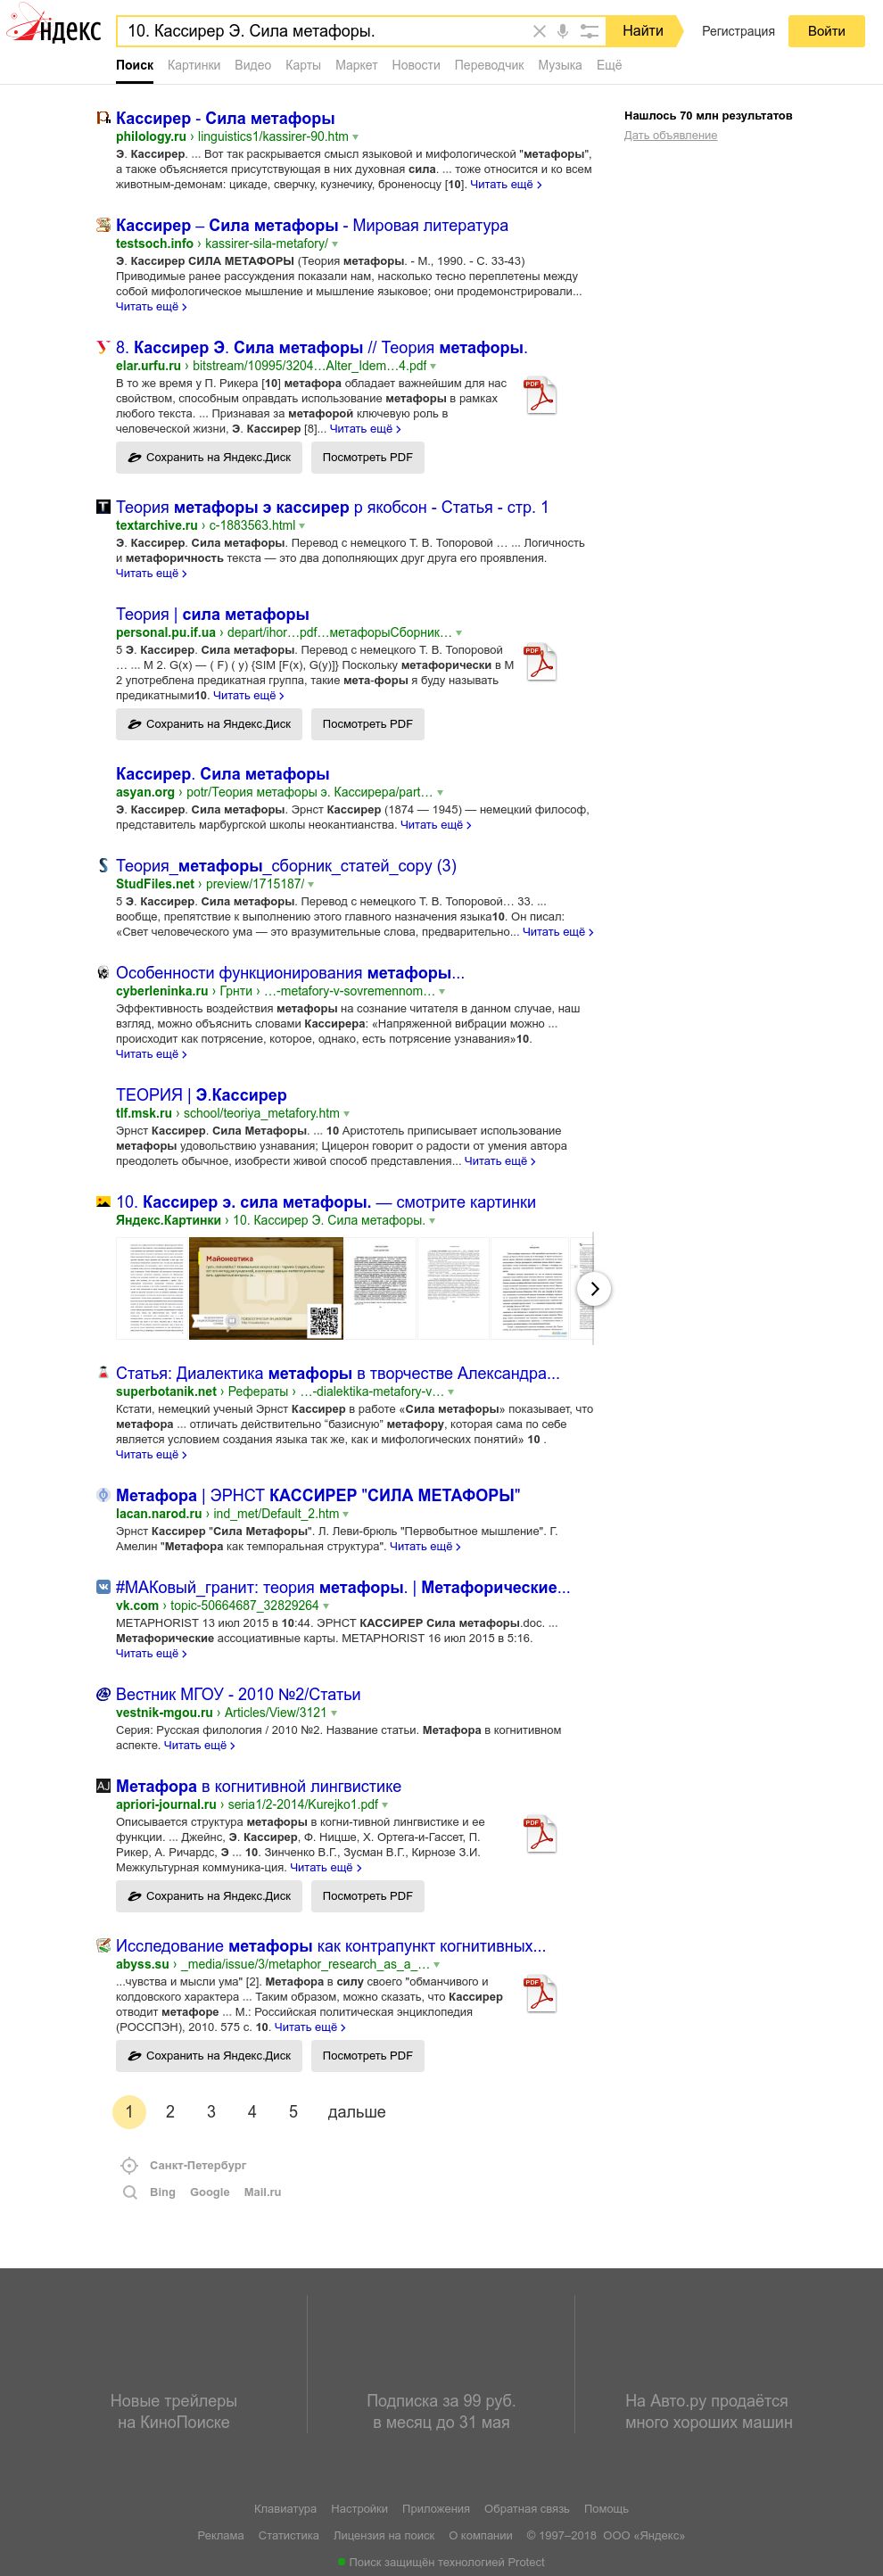 ндекс
10. Кассирер Э. Сила метафоры.
Найти
Регистрация
Войти
Поиск Картинки Видео Карты Маркет Новости Переводчик Музыка Ещё
Нашлось 70 млн результатов
Дать объявление
Кассирер - Сила метафоры
philology.ru › linguistics1/kassirer-90.htm
Э. Кассирер. ... Вот так раскрывается смысл языковой и мифологической "метафоры",
а также объясняется присутствующая в них духовная сила. ... тоже относится и ко всем
животным-демонам: цикаде, сверчку, кузнечику, броненосцу [10]. Читать ещё
Кассирер – Сила метафоры - Мировая литература
testsoch.info › kassirer-sila-metafory/
Э. Кассирер СИЛА МЕТАФОРЫ (Теория метафоры. - М., 1990. - С. 33-43)
Приводимые ранее рассуждения показали нам, насколько тесно переплетены между
собой мифологическое мышление и мышление языковое; они продемонстрировали...
Читать ещё
8. Кассирер Э. Сила метафоры // Теория метафоры.
elar.urfu.ru › bitstream/10995/3204…Alter_Idem…4.pdf
В то же время у П. Рикера [10] метафора обладает важнейшим для нас
свойством, способным оправдать использование метафоры в рамках
любого текста. ... Признавая за метафорой ключевую роль в
человеческой жизни, Э. Кассирер [8]... Читать ещё
PDF
Сохранить на Яндекс.Диск Посмотреть PDF
Теория метафоры э кассирер р якобсон - Статья - стр. 1
textarchive.ru › c-1883563.html
Э. Кассирер. Сила метафоры. Перевод с немецкого Т. В. Топоровой … ... Логичность
и метафоричность текста — это два дополняющих друг друга его проявления.
Читать ещё
Теория | сила метафоры
personal.pu.if.ua › depart/ihor…pdf…метафорыСборник…
5 Э. Кассирер. Сила метафоры. Перевод с немецкого Т. В. Топоровой
… ... М 2. G(x) — ( F) ( y) {SIM [F(x), G(y)]} Поскольку метафорически в М
2 употреблена предикатная группа, такие мета-форы я буду называть
предикатными10. Читать ещё
PDF
Сохранить на Яндекс.Диск Посмотреть PDF
Кассирер. Сила метафоры
asyan.org › potr/Теория метафоры э. Кассирера/part…
Э. Кассирер. Сила метафоры. Эрнст Кассирер (1874 — 1945) — немецкий философ,
представитель марбургской школы неокантианства. Читать ещё
Теория_метафоры_сборник_статей_copy (3)
StudFiles.net › preview/1715187/
5 Э. Кассирер. Сила метафоры. Перевод с немецкого Т. В. Топоровой… 33. ...
вообще, препятствие к выполнению этого главного назначения языка10. Он писал:
«Свет человеческого ума — это вразумительные слова, предварительно... Читать ещё
Особенности функционирования метафоры...
cyberleninka.ru › Грнти › …-metafory-v-sovremennom…
Эффективность воздействия метафоры на сознание читателя в данном случае, наш
взгляд, можно объяснить словами Кассирера: «Напряженной вибрации можно ...
происходит как потрясение, которое, однако, есть потрясение узнавания»10.
Читать ещё
ТЕОРИЯ | Э.Кассирер
tlf.msk.ru › school/teoriya_metafory.htm
Эрнст Кассирер. Сила Метафоры. ... 10 Аристотель приписывает использованию
метафоры удовольствию узнавания; Цицерон говорит о радости от умения автора
преодолеть обычное, изобрести живой способ представления... Читать ещё
10. Кассирер э. сила метафоры. — смотрите картинки
Яндекс.Картинки › 10. Кассирер Э. Сила метафоры.
Майоневтика
Статья: Диалектика метафоры в творчестве Александра...
superbotanik.net › Рефераты › …-dialektika-metafory-v…
Кстати, немецкий ученый Эрнст Кассирер в работе «Сила метафоры» показывает, что
метафора ... отличать действительно “базисную” метафору, которая сама по себе
является условием создания языка так же, как и мифологических понятий» 10 .
Читать ещё
Метафора | ЭРНСТ КАССИРЕР "СИЛА МЕТАФОРЫ"
lacan.narod.ru › ind_met/Default_2.htm
Эрнст Кассирер "Сила Метафоры". Л. Леви-брюль "Первобытное мышление". Г.
Амелин "Метафора как темпоральная структура". Читать ещё
#МАКовый_гранит: теория метафоры. | Метафорические...
vk.com › topic-50664687_32829264
METAPHORIST 13 июл 2015 в 10:44. ЭРНСТ КАССИРЕР Сила метафоры.doc. ...
Метафорические ассоциативные карты. METAPHORIST 16 июл 2015 в 5:16.
Читать ещё
Вестник МГОУ - 2010 №2/Статьи
vestnik-mgou.ru › Articles/View/3121
Серия: Русская филология / 2010 №2. Название статьи. Метафора в когнитивном
аспекте. Читать ещё
Метафора в когнитивной лингвистике
apriori-journal.ru › seria1/2-2014/Kurejko1.pdf
Описывается структура метафоры в когни-тивной лингвистике и ее
функции. ... Джейнс, Э. Кассирер, Ф. Ницше, Х. Ортега-и-Гассет, П.
Рикер, А. Ричардс, Э ... 10. Зинченко В.Г., Зусман В.Г., Кирнозе З.И.
Межкультурная коммуника-ция. Читать ещё
PDF
Сохранить на Яндекс.Диск Посмотреть PDF
Исследование метафоры как контрапункт когнитивных...
abyss.su › _media/issue/3/metaphor_research_as_a_…
...чувства и мысли ума" [2]. Метафора в силу своего "обманчивого и
колдовского характера ... Таким образом, можно сказать, что Кассирер
отводит метафоре ... М.: Российская политическая энциклопедия
(РОССПЭН), 2010. 575 с. 10. Читать ещё
PDF
Сохранить на Яндекс.Диск Посмотреть PDF
1 2 3 4 5 дальше
Санкт-Петербург
Bing Google Mail.ru
Новые трейлеры
на КиноПоиске
Подписка за 99 руб.
в месяц до 31 мая
На Авто.ру продаётся
много хороших машин
Клавиатура Настройки Приложения Обратная связь Помощь
Реклама Статистика Лицензия на поиск О компании © 1997–2018 ООО «Яндекс»
Поиск защищён технологией Protect